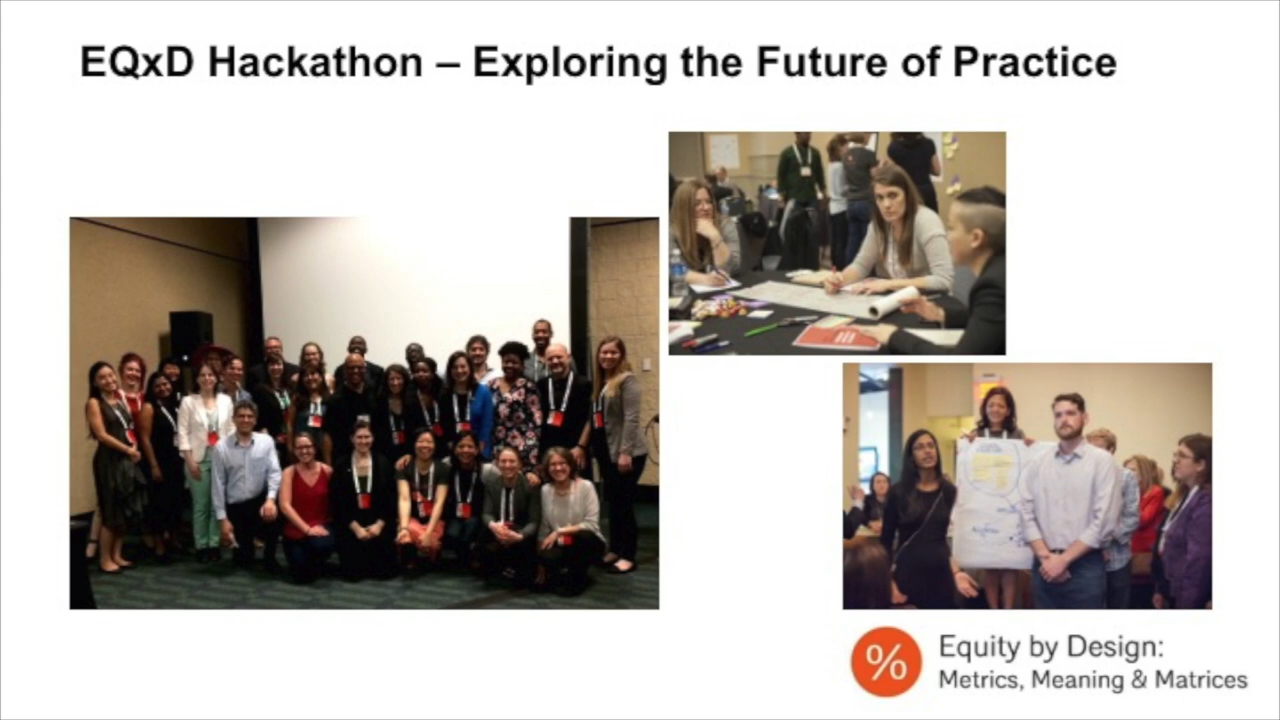 EQxD Hackathon – Exploring the Future of Practice
%
Equity by Design:
Metrics, Meaning & Matrices